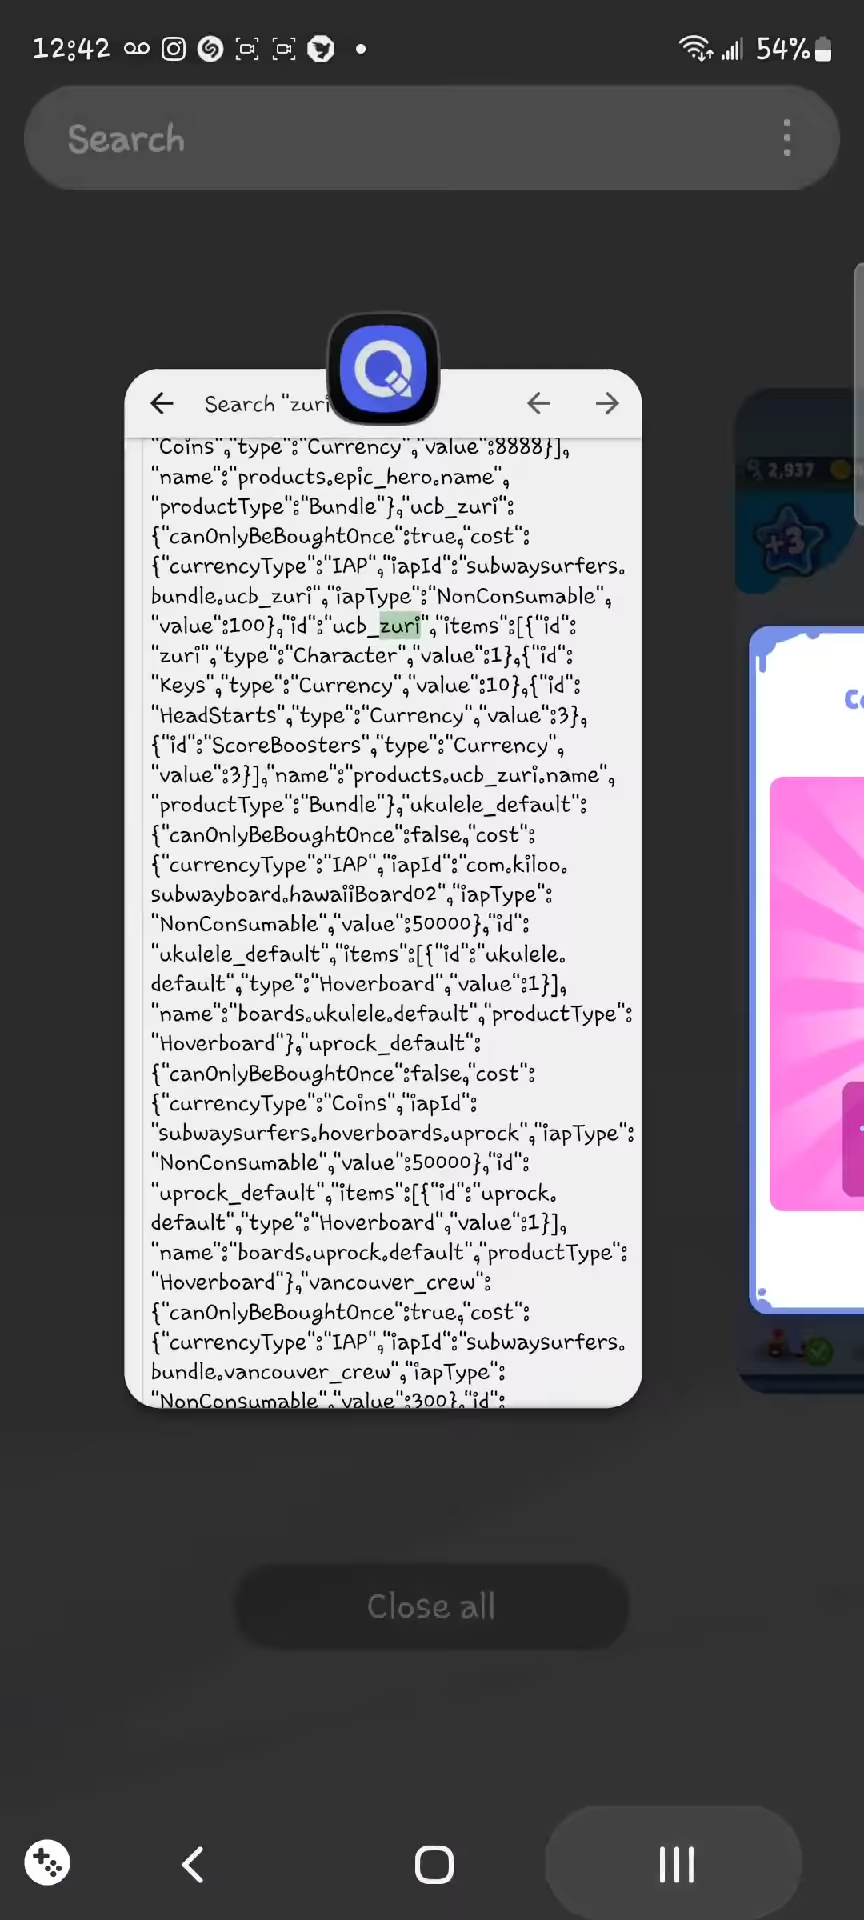 12:42
54%
Search
Search "zuri
"Coins","type":"Currency","value":8888}],
"name":"products.epic_hero.name",
"productType":"Bundle"},"ucb_zuri":
{"canOnlyBeBoughtOnce":true,"cost":
{"currencyType":"IAP","iapId":"subwaysurfers.
bundle.ucb_zuri","iapType":"NonConsumable",
"value":100},"id":"ucb_zuri","items":[{"id":
"zuri","type":"Character","value":1},{"id":
"Keys","type":"Currency","value":10},{"id":
"HeadStarts","type":"Currency","value":3},
{"id":"ScoreBoosters","type":"Currency",
"value":3}],"name":"products.ucb_zuri.name",
"productType":"Bundle"},"ukulele_default":
{"canOnlyBeBoughtOnce":false,"cost":
{"currencyType":"IAP","iapId":"com.kiloo.
subwayboard.hawaiiBoard02","iapType":
"NonConsumable","value":50000},"id":
"ukulele_default","items":[{"id":"ukulele.
default","type":"Hoverboard","value":1}],
"name":"boards.ukulele.default","productType":
"Hoverboard"},"uprock_default":
{"canOnlyBeBoughtOnce":false,"cost":
{"currencyType":"Coins","iapId":
"subwaysurfers.hoverboards.uprock","iapType":
"NonConsumable","value":50000},"id":
"uprock_default","items":[{"id":"uprock.
default","type":"Hoverboard","value":1}],
"name":"boards.uprock.default","productType":
"Hoverboard"},"vancouver_crew":
{"canOnlyBeBoughtOnce":true,"cost":
{"currencyType":"IAP","iapId":"subwaysurfers.
bundle.vancouver_crew","iapType":
"NonConsumable","value":300},"id":
2,937
+3
Close all